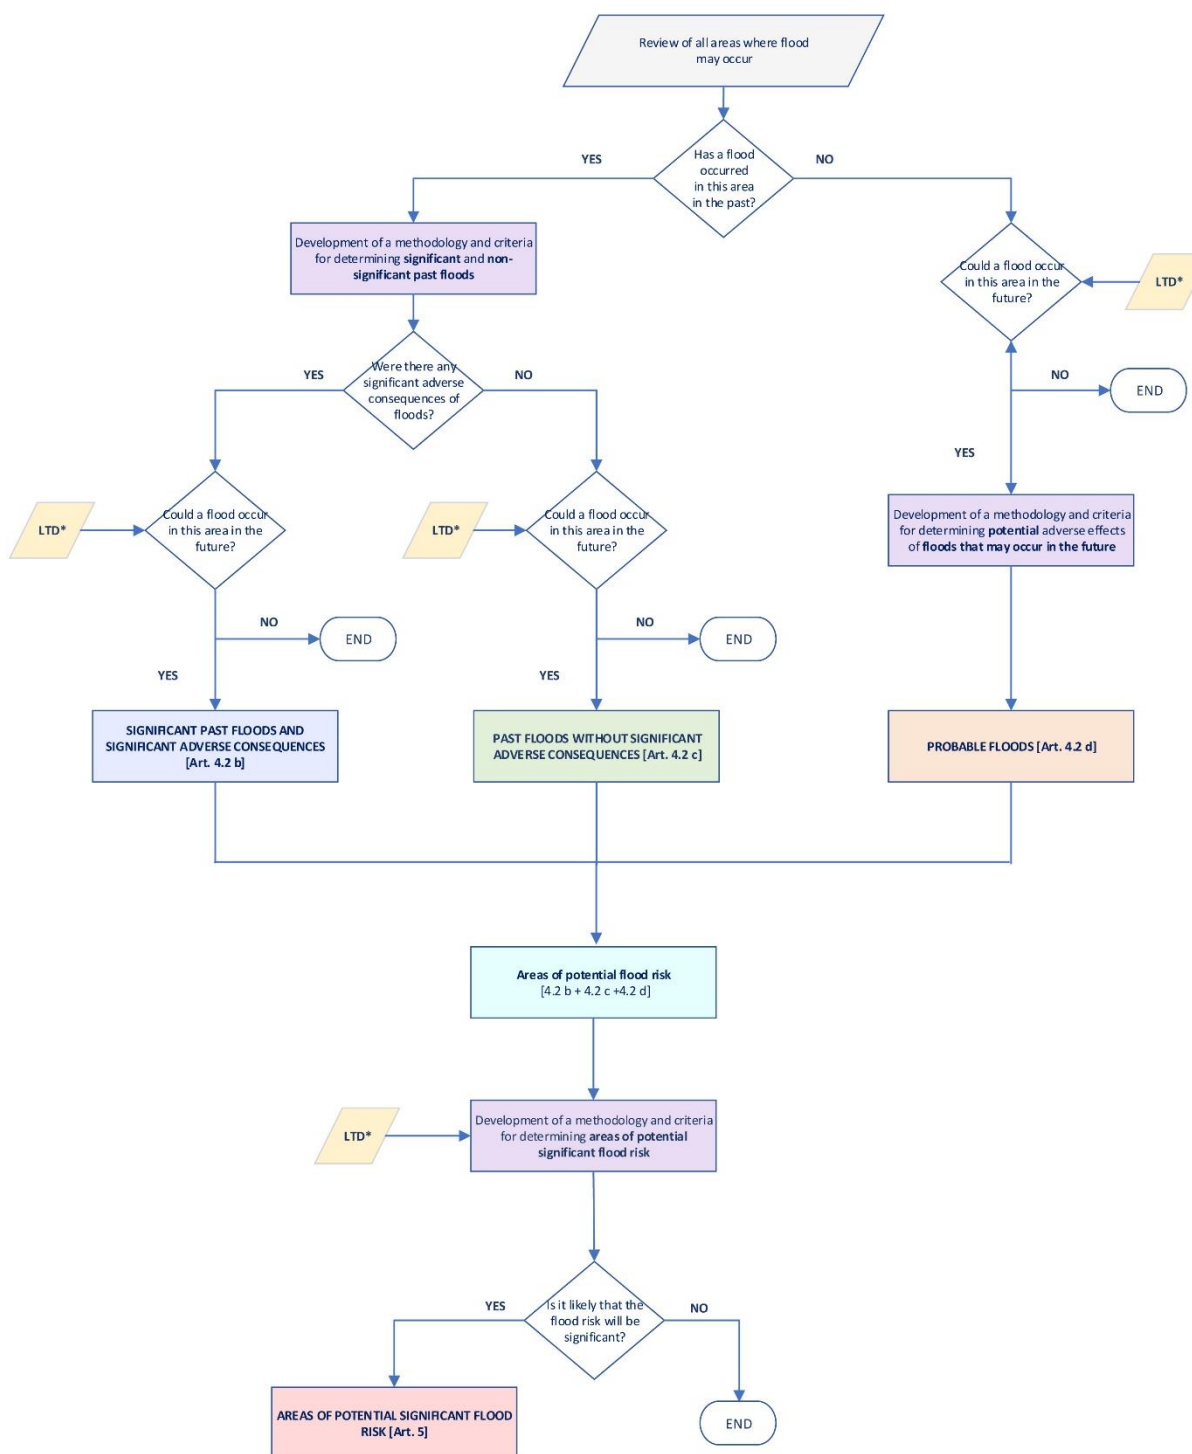 Review of all areas where flood
may occur
YES
Has a flood
occurred
in this area
in the past?
NO
Development of a methodology and criteria
for determining significant and non-
significant past floods
Could a flood occur
in this area in the
future?
LTD*
YES
Were there any
significant adverse
consequences of
floods?
NO
NO
END
YES
LTD*
Could a flood occur
in this area in the
future?
LTD*
Could a flood occur
in this area in the
future?
Development of a methodology and criteria
for determining potential adverse effects
of floods that may occur in the future
NO
END
YES
NO
END
YES
SIGNIFICANT PAST FLOODS AND
SIGNIFICANT ADVERSE CONSEQUENCES
[Art. 4.2 b]
PAST FLOODS WITHOUT SIGNIFICANT
ADVERSE CONSEQUENCES [Art. 4.2 c]
PROBABLE FLOODS [Art. 4.2 d]
Areas of potential flood risk
[4.2 b + 4.2 c +4.2 d]
LTD*
Development of a methodology and criteria
for determining areas of potential
significant flood risk
YES
Is it likely that the
flood risk will be
significant?
NO
AREAS OF POTENTIAL SIGNIFICANT FLOOD
RISK [Art. 5]
END